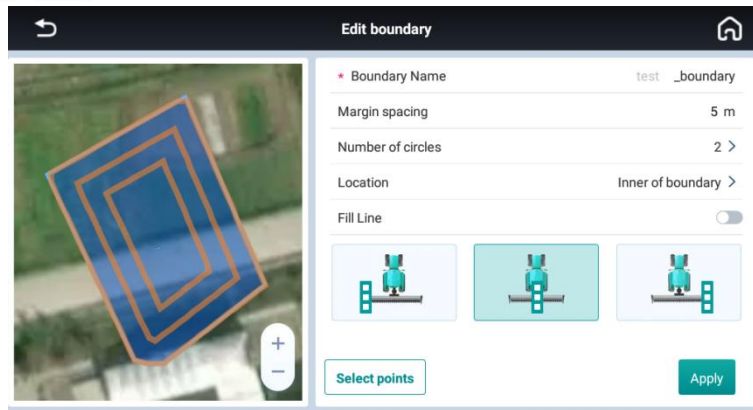 Edit boundary
* Boundary Name test _boundary
Margin spacing 5 m
Number of circles 2 >
Location Inner of boundary >
Fill Line
+
−
Select points
Apply